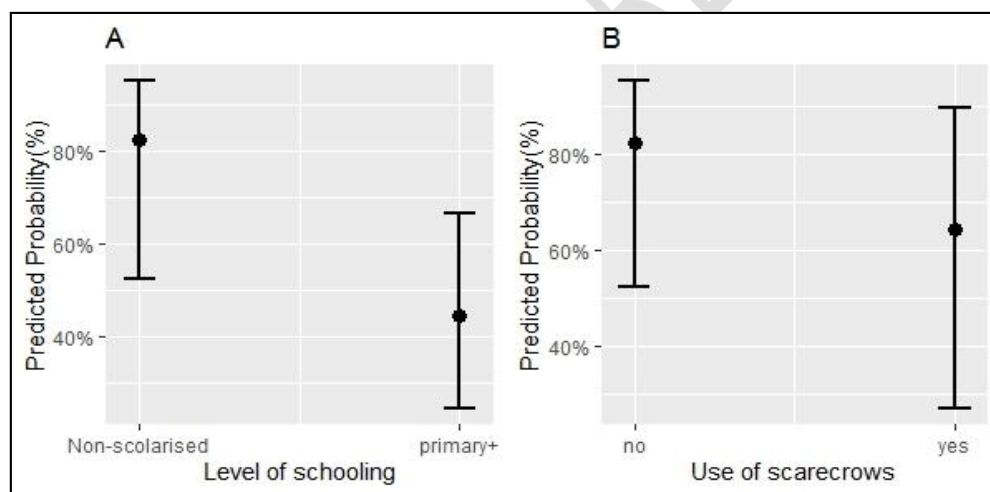 A
Predicted Probability(%)
80%
60%
40%
Non-scolarised
primary+
Level of schooling
B
Predicted Probability(%)
80%
60%
40%
no
yes
Use of scarecrows